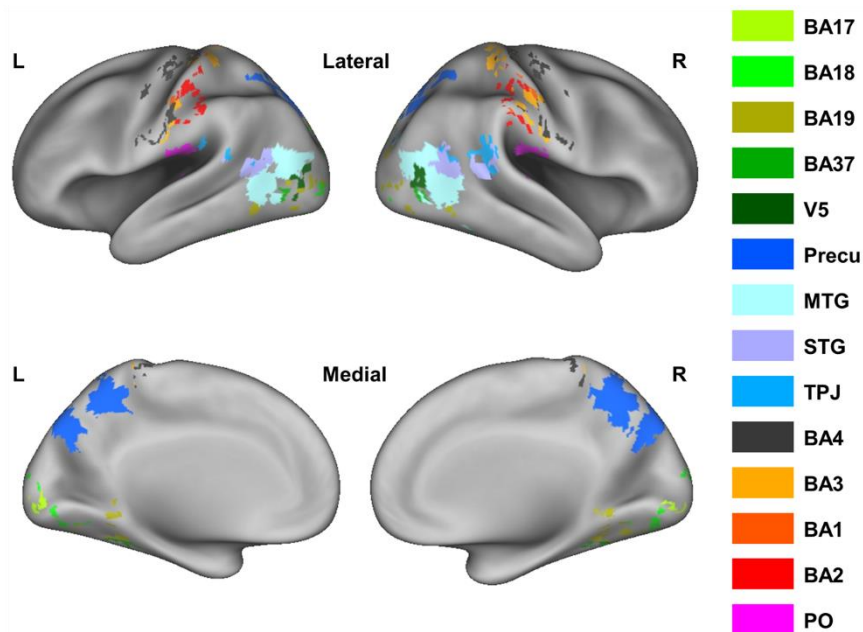 L Lateral R
L Medial R
BA17
BA18
BA19
BA37
V5
Precu
MTG
STG
TPJ
BA4
BA3
BA1
BA2
PO